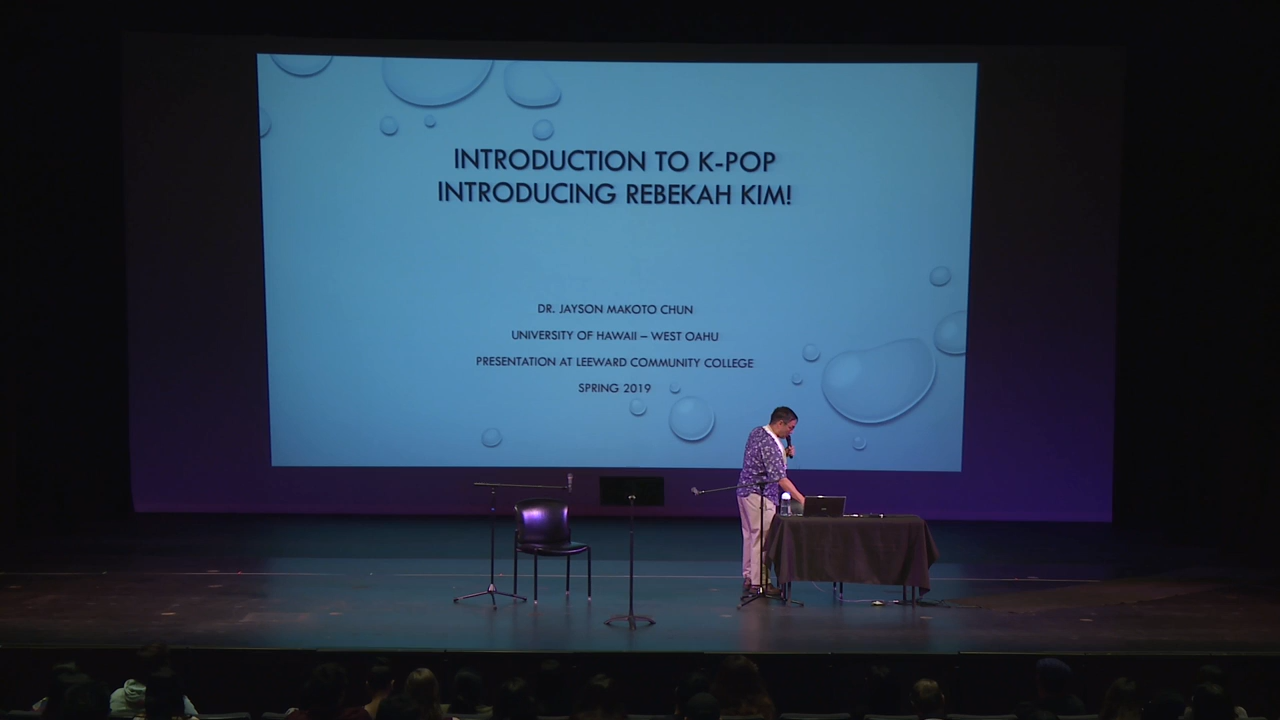 INTRODUCTION TO K-POP
INTRODUCING REBEKAH KIM!
DR. JAYSON MAKOTO CHUN
UNIVERSITY OF HAWAII – WEST OAHU
PRESENTATION AT LEEWARD COMMUNITY COLLEGE
SPRING 2019